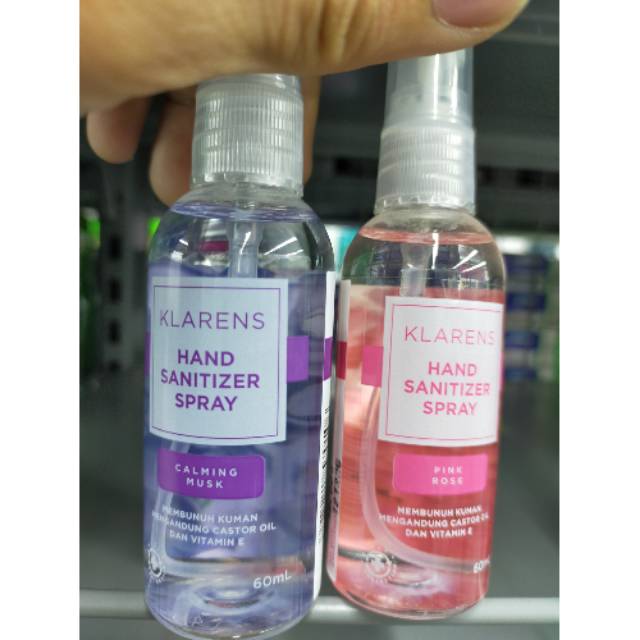 KLARENS
HAND
SANITIZER
SPRAY
CALMING
MUSK
MEMBUNUH KUMAN
MENGANDUNG CASTOR OIL
DAN VITAMIN E
60mL
KLARENS
HAND
SANITIZER
SPRAY
PINK
ROSE
MEMBUNUH KUMAN
MENGANDUNG CASTOR OIL
DAN VITAMIN E
60mL